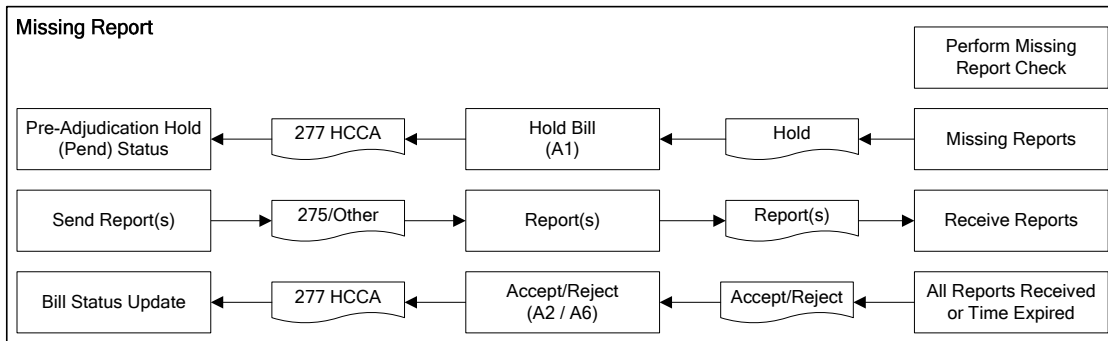 Missing Report
Perform Missing
Report Check
Pre-Adjudication Hold
(Pend) Status
277 HCCA
Hold Bill
(A1)
Hold
Missing Reports
Send Report(s)
275/Other
Report(s)
Report(s)
Receive Reports
Bill Status Update
277 HCCA
Accept/Reject
(A2 / A6)
Accept/Reject
All Reports Received
or Time Expired